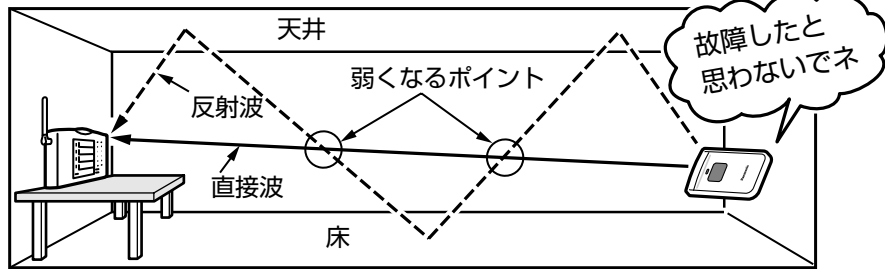 天井
故障したと
思わないでネ
弱くなるポイント
反射波
直接波
床